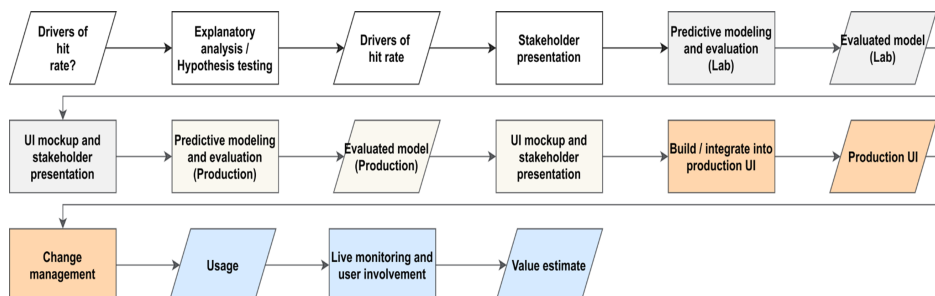 Drivers of
hit
rate?
Explanatory
analysis /
Hypothesis testing
Drivers of
hit rate
Stakeholder
presentation
Predictive modeling
and evaluation
(Lab)
Evaluated model
(Lab)
UI mockup and
stakeholder
presentation
Predictive modeling
and evaluation
(Production)
Evaluated model
(Production)
UI mockup and
stakeholder
presentation
Build / integrate into
production UI
Production UI
Change
management
Usage
Live monitoring and
user involvement
Value estimate